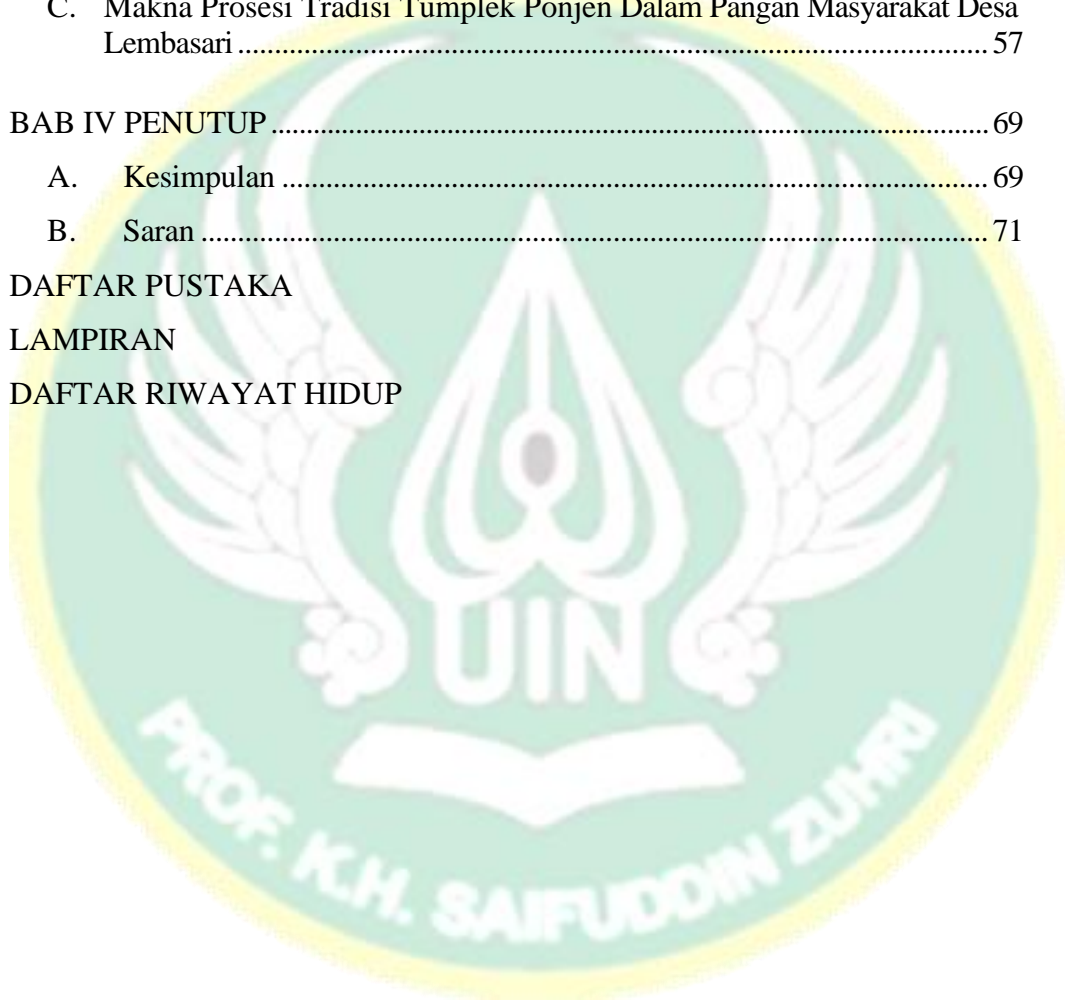 C. Makna Prosesi Tradisi Tumplek Ponjen Dalam Pangan Masyarakat Desa
Lembasari ........................................................................................................ 57
BAB IV PENUTUP ................................................................................................... 69
A. Kesimpulan .................................................................................................. 69
B. Saran ............................................................................................................. 71
DAFTAR PUSTAKA
LAMPIRAN
DAFTAR RIWAYAT HIDUP
UIN
PROF. K.H. SAIFUDDIN ZUHRI